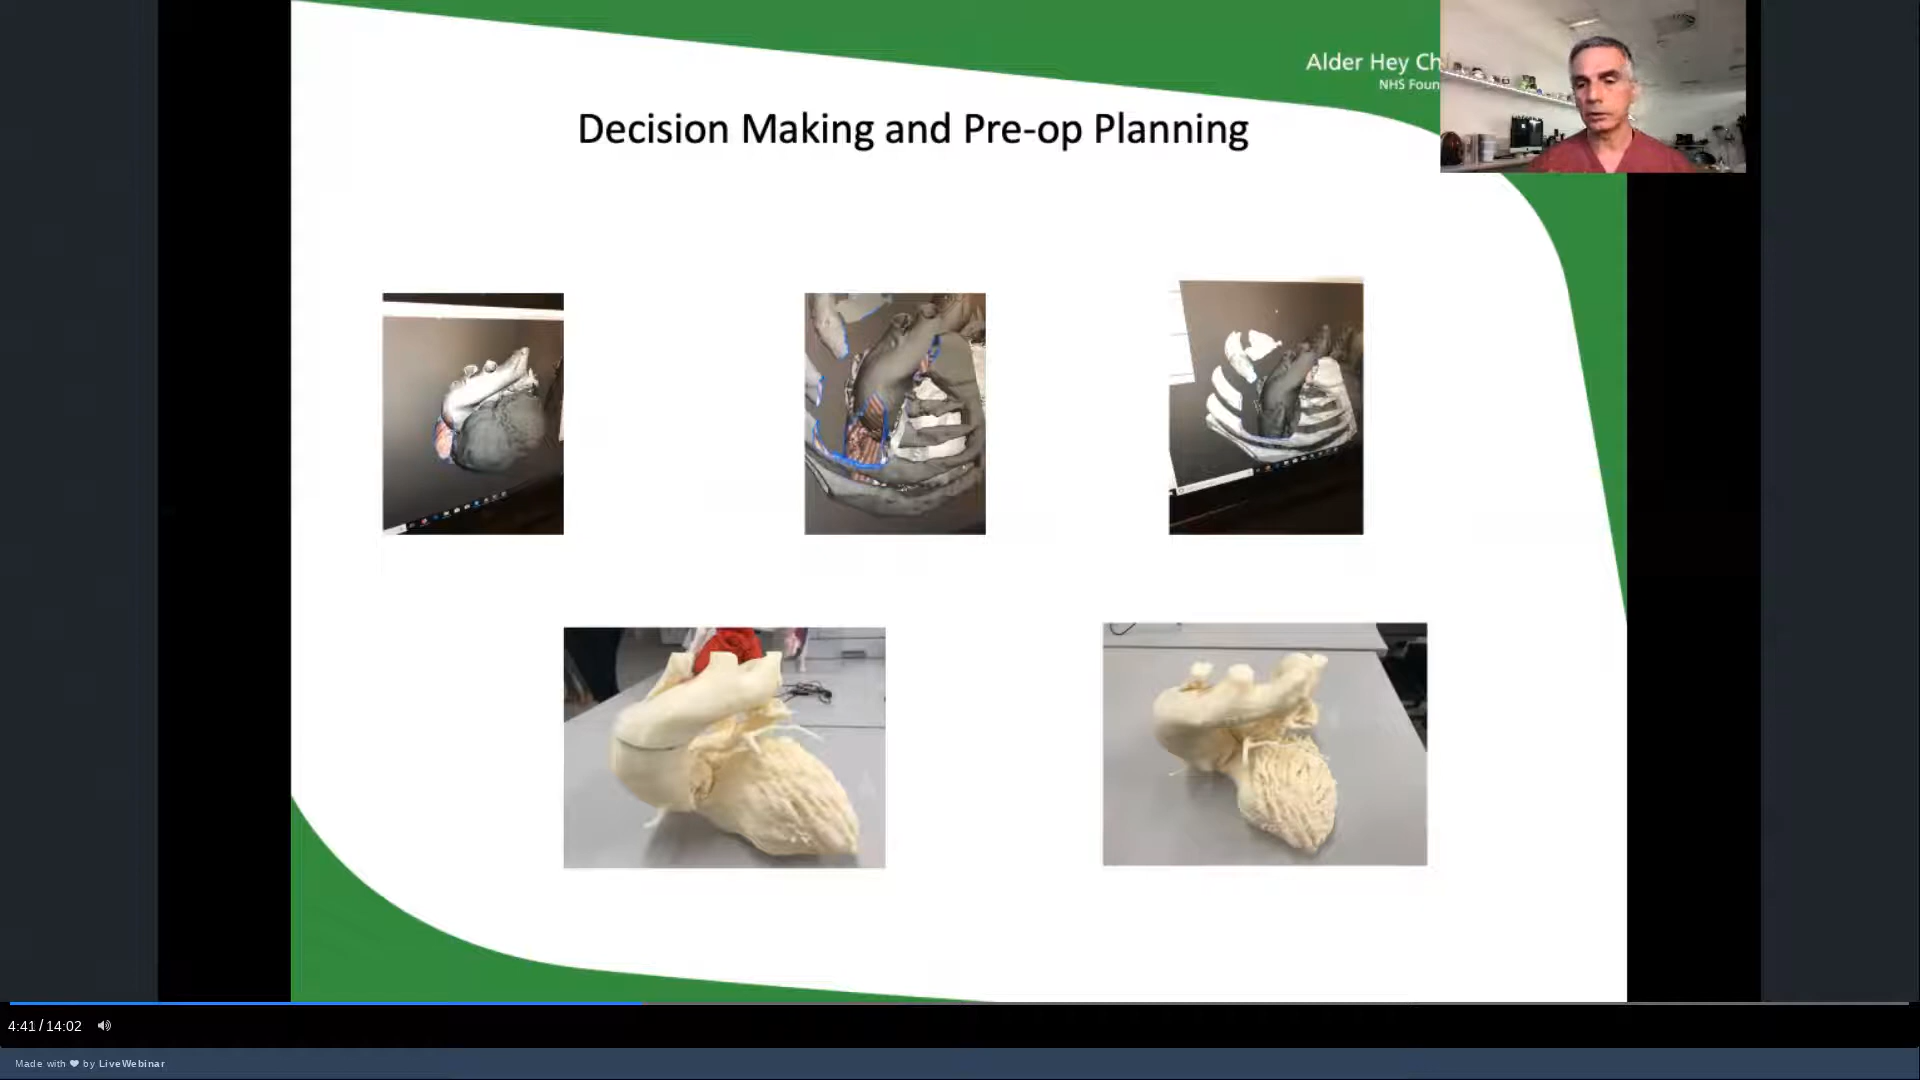 Alder Hey Ch
NHS Foun
Decision Making and Pre-op Planning
4:41 / 14:02
Made with ❤ by LiveWebinar